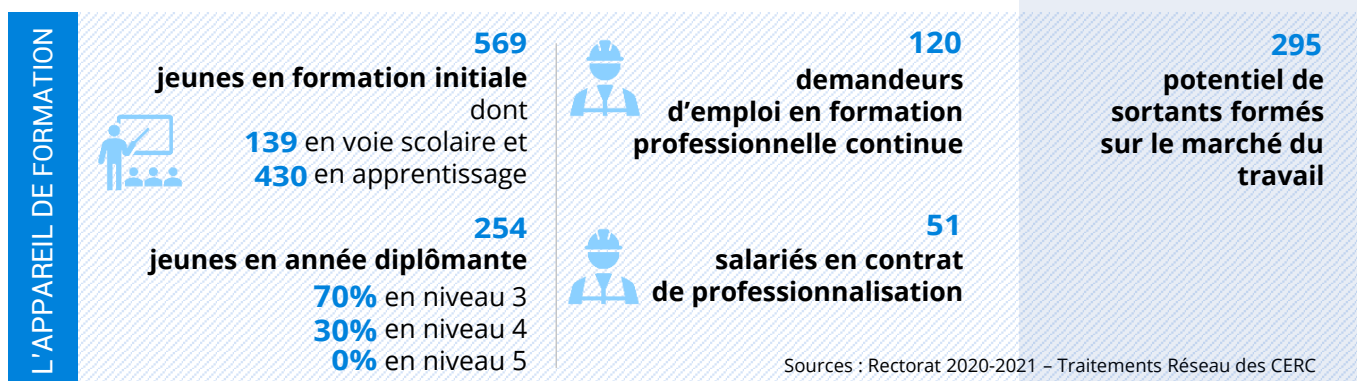 L'APPAREIL DE FORMATION
569
jeunes en formation initiale
dont
139 en voie scolaire et
430 en apprentissage
254
jeunes en année diplômante
70% en niveau 3
30% en niveau 4
0% en niveau 5
120
demandeurs
d’emploi en formation
professionnelle continue
51
salariés en contrat
de professionnalisation
295
potentiel de
sortants formés
sur le marché du
travail
Sources : Rectorat 2020-2021 – Traitements Réseau des CERC